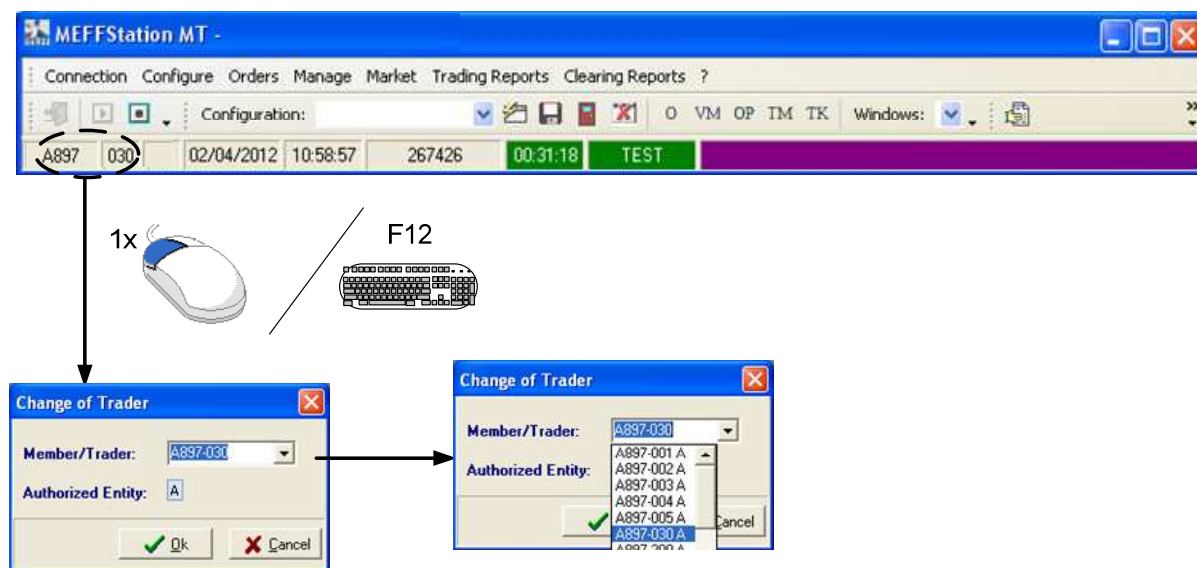 MEFFStation MT -
Connection Configure Orders Manage Market Trading Reports Clearing Reports ?
Configuration: O VM OP TM TK Windows:
A897 030 02/04/2012 10:58:57 267426 00:31:18 TEST
1x F12
Change of Trader
Member/Trader: A897-030
Authorized Entity: A
Ok Cancel
Change of Trader
Member/Trader: A897-030
A897-001 A
A897-002 A
Authorized Entity:
A897-003 A
A897-004 A
A897-005 A
Cancel
A897-030 A